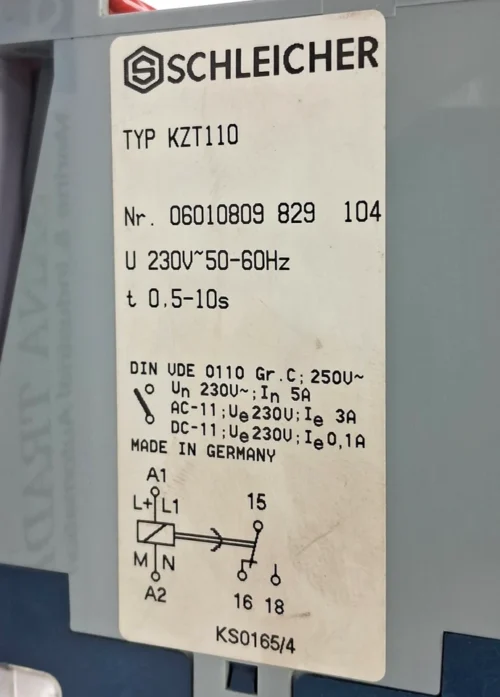 SCHLEICHER
TYP KZT110
Nr. 06010809 829 104
U 230V~50-60Hz
t 0.5-10s
DIN VDE 0110 Gr.C; 250V~
Un 230V~; In 5A
AC-11; Ue 230V; Ie 3A
DC-11; Ue 230V; Ie 0,1A
MADE IN GERMANY
A1
L+ L1
15
M N
A2
16 18
KS0165/4